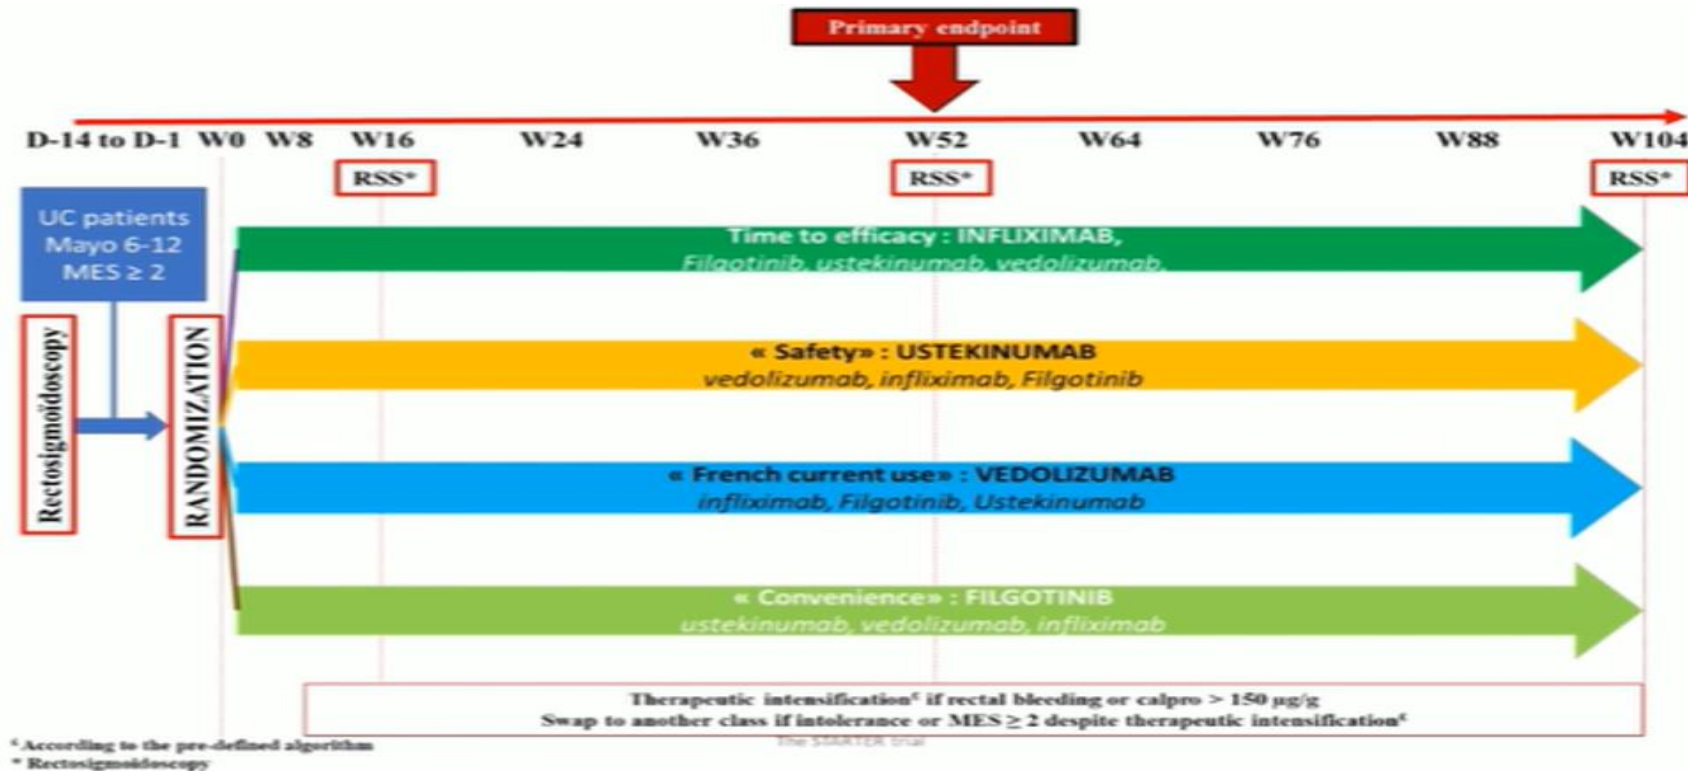 Primary endpoint
D-14 to D-1 W0 W8 W16 W24 W36 W52 W64 W76 W88 W104
RSS* RSS* RSS*
UC patients
Mayo 6-12
MES ≥ 2
Rectosigmoïdoscopy
RANDOMIZATION
Time to efficacy : INFLIXIMAB,
Filgotinib, ustekinumab, vedolizumab,
« Safety» : USTEKINUMAB
vedolizumab, infliximab, Filgotinib
« French current use» : VEDOLIZUMAB
infliximab, Filgotinib, Ustekinumab
« Convenience» : FILGOTINIB
ustekinumab, vedolizumab, infliximab
Therapeutic intensification if rectal bleeding or calpro > 150 µg/g
Swap to another class if intolerance or MES ≥ 2 despite therapeutic intensification
According to the pre-defined algorithm
The STARTER trial
* Rectosigmoidoscopy